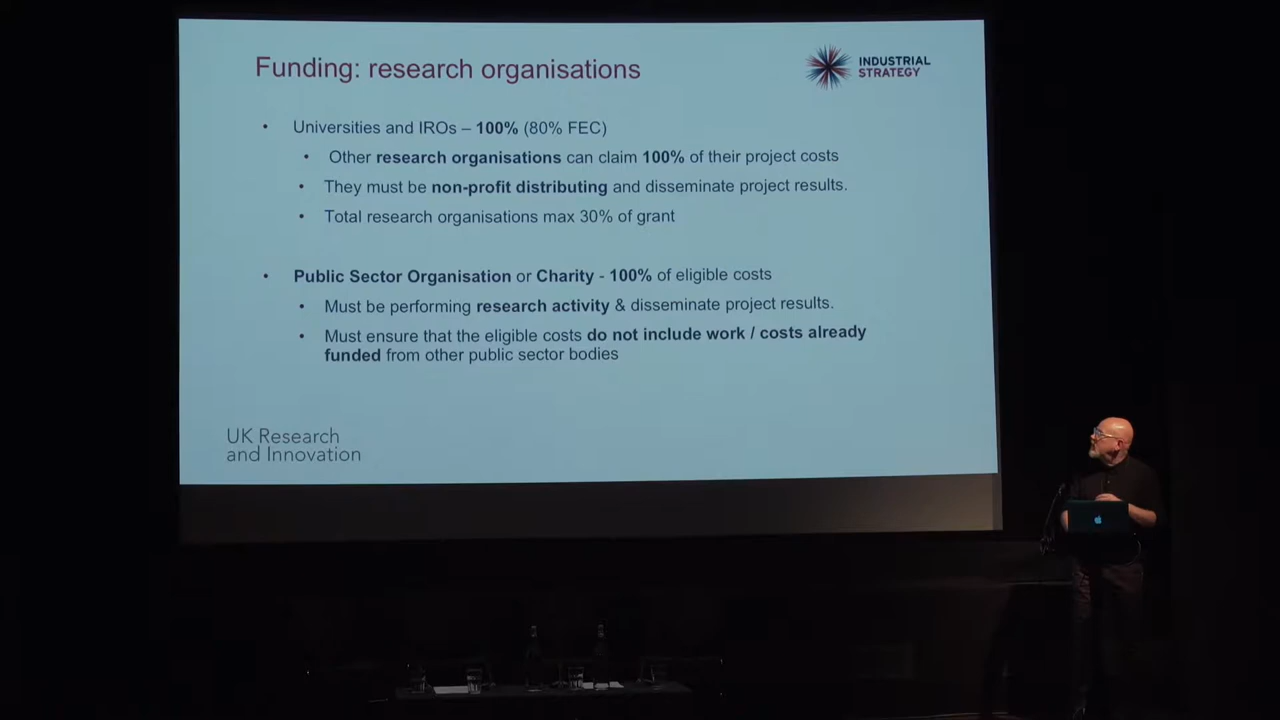 Funding: research organisations
INDUSTRIAL
STRATEGY
• Universities and IROs – 100% (80% FEC)
• Other research organisations can claim 100% of their project costs
• They must be non-profit distributing and disseminate project results.
• Total research organisations max 30% of grant
• Public Sector Organisation or Charity - 100% of eligible costs
• Must be performing research activity & disseminate project results.
• Must ensure that the eligible costs do not include work / costs already
funded from other public sector bodies
UK Research
and Innovation